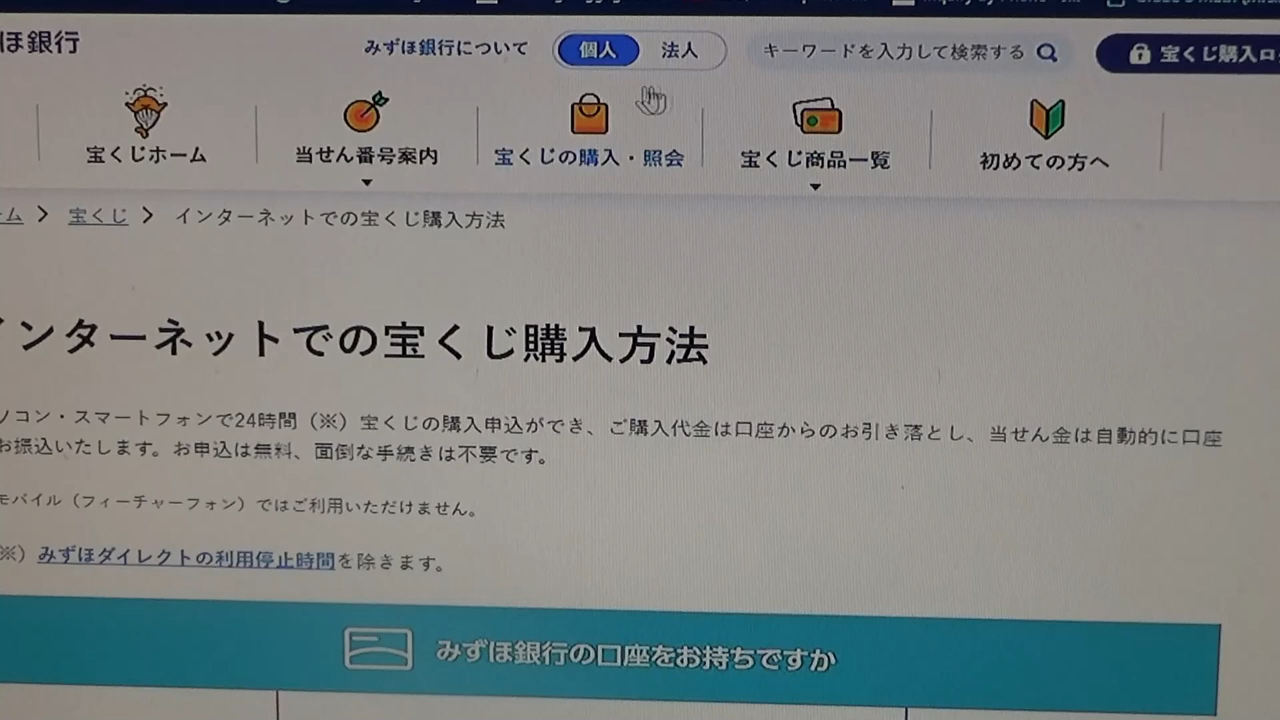 ほ銀行
みずほ銀行について
個人
法人
キーワードを入力して検索する
宝くじ購入ロ
宝くじホーム
当せん番号案内
宝くじの購入・照会
宝くじ商品一覧
初めての方へ
ム > 宝くじ > インターネットでの宝くじ購入方法
インターネットでの宝くじ購入方法
ソコン・スマートフォンで24時間（※）宝くじの購入申込ができ、ご購入代金は口座からのお引き落とし、当せん金は自動的に口座
お振込いたします。お申込は無料、面倒な手続きは不要です。
モバイル（フィーチャーフォン）ではご利用いただけません。
※）みずほダイレクトの利用停止時間を除きます。
みずほ銀行の口座をお持ちですか